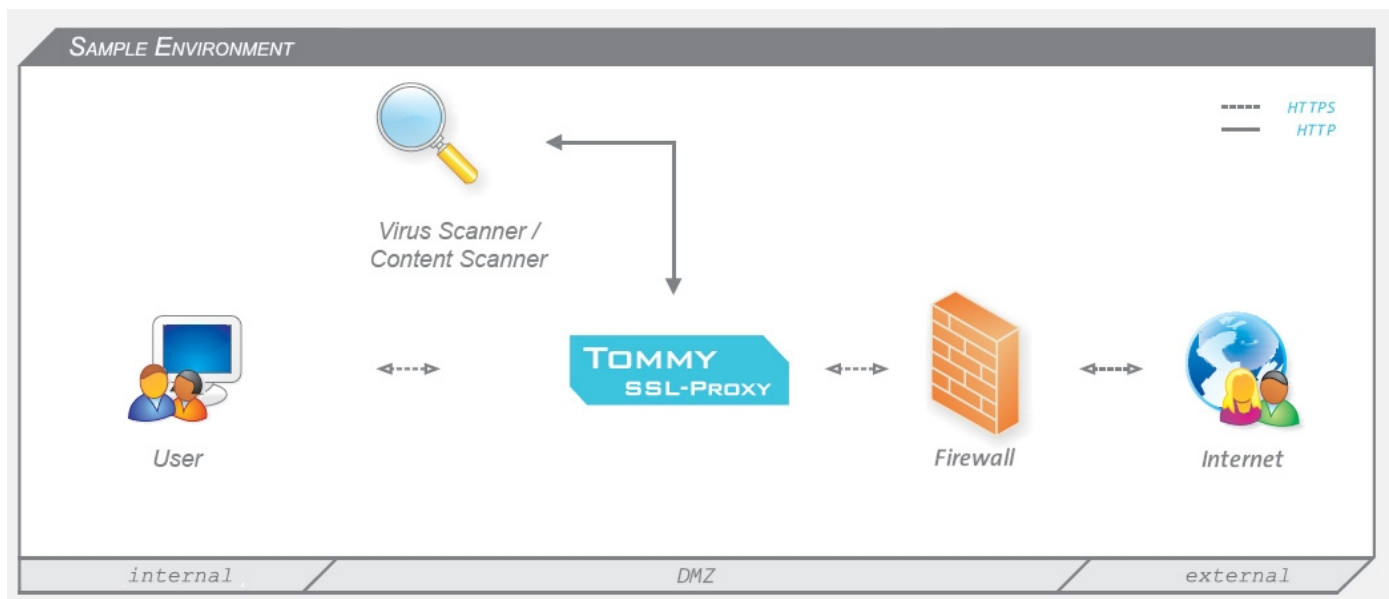 SAMPLE ENVIRONMENT
HTTPS
HTTP
Virus Scanner /
Content Scanner
TOMMY
SSL-PROXY
User
Firewall
Internet
internal
DMZ
external